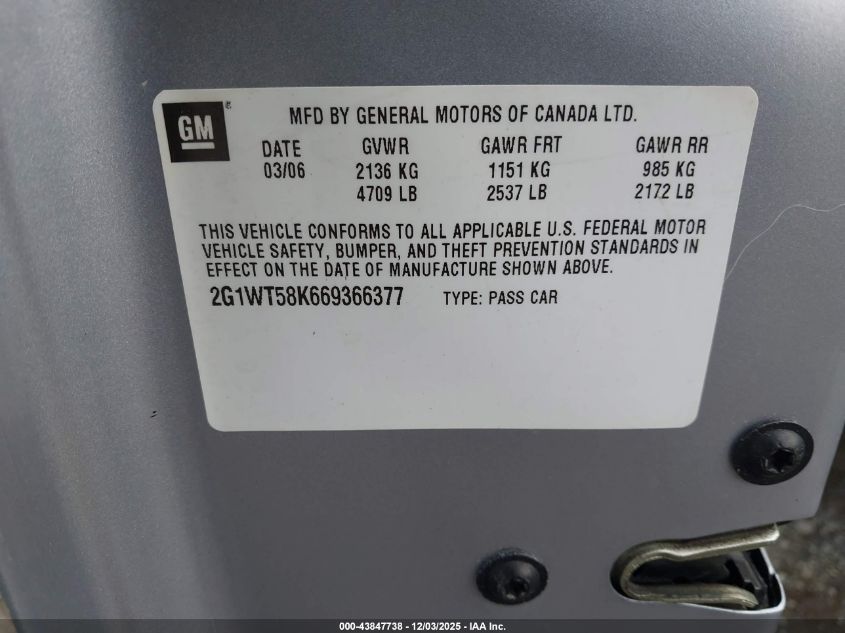 GM ®
MFD BY GENERAL MOTORS OF CANADA LTD.
DATE GVWR GAWR FRT GAWR RR
03/06 2136 KG 1151 KG 985 KG
4709 LB 2537 LB 2172 LB
THIS VEHICLE CONFORMS TO ALL APPLICABLE U.S. FEDERAL MOTOR
VEHICLE SAFETY, BUMPER, AND THEFT PREVENTION STANDARDS IN
EFFECT ON THE DATE OF MANUFACTURE SHOWN ABOVE.
2G1WT58K669366377 TYPE: PASS CAR
000-43847738 - 12/03/2025 - IAA Inc.